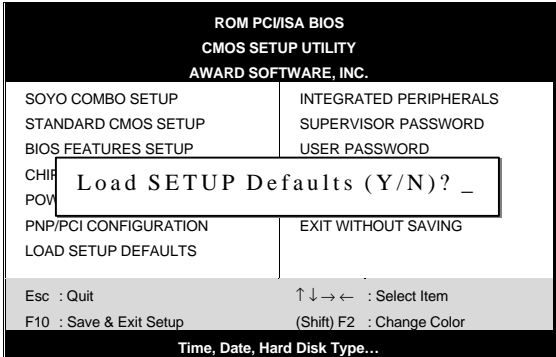 ROM PCI/ISA BIOS
CMOS SETUP UTILITY
AWARD SOFTWARE, INC.
SOYO COMBO SETUP
INTEGRATED PERIPHERALS
STANDARD CMOS SETUP
SUPERVISOR PASSWORD
BIOS FEATURES SETUP
USER PASSWORD
Load SETUP Defaults (Y/N)? _
PNP/PCI CONFIGURATION
EXIT WITHOUT SAVING
LOAD SETUP DEFAULTS
Esc : Quit
↑↓→← : Select Item
F10 : Save & Exit Setup
(Shift) F2 : Change Color
Time, Date, Hard Disk Type…